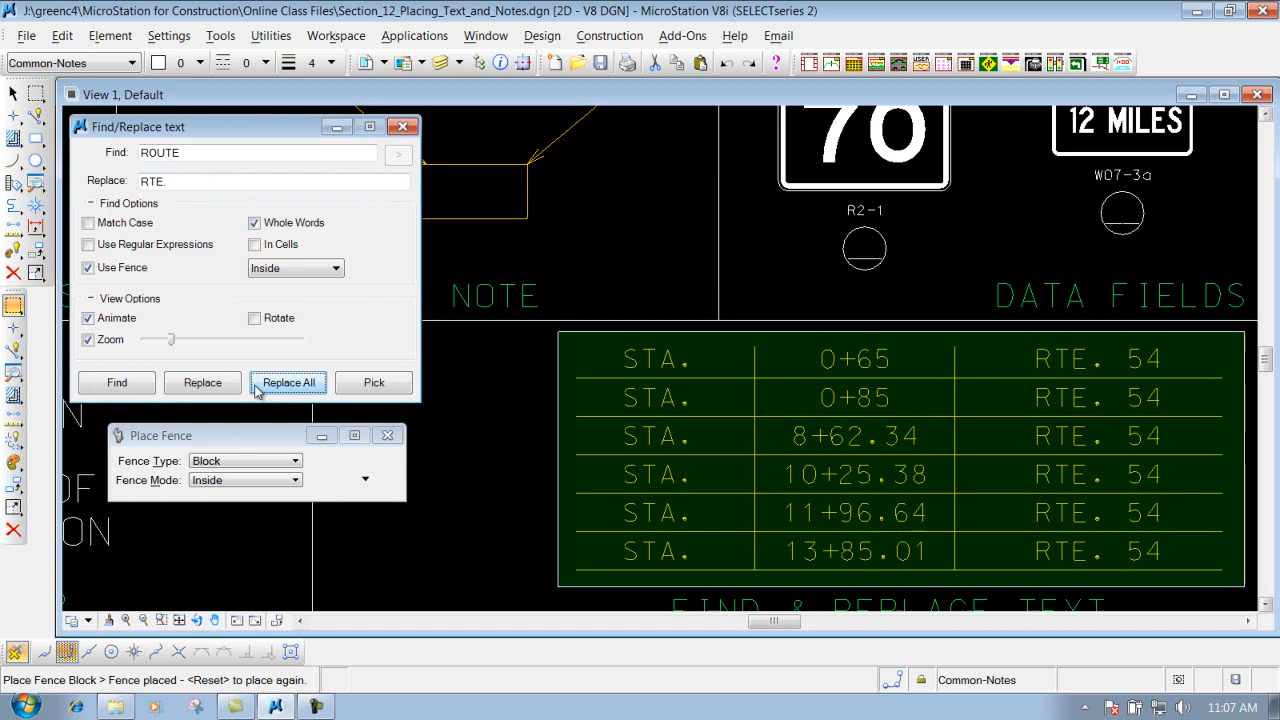 J:\greenc4\MicroStation for Construction\Online Class Files\Section_12_Placing_Text_and_Notes.dgn [2D - V8 DGN] - MicroStation V8i (SELECTseries 2)
File Edit Element Settings Tools Utilities Workspace Applications Window Design Construction Add-Ons Help Email
Common-Notes 0 0 1
View 1, Default
Find/Replace text
Find: ROUTE >
Replace: RTE.
Find Options
Match Case Whole Words
Use Regular Expressions In Cells
Use Fence Inside
View Options
Animate Rotate
Zoom
Find Replace Replace All Pick
Place Fence
Fence Type: Block
Fence Mode: Inside
70
R2-1
12 MILES
W07-3a
NOTE
DATA FIELDS
STA. 0+65 RTE. 54
STA. 0+85 RTE. 54
STA. 8+62.34 RTE. 54
STA. 10+25.38 RTE. 54
STA. 11+96.64 RTE. 54
STA. 13+85.01 RTE. 54
FIND & REPLACE TEXT
N
OF
ON
Place Fence Block > Fence placed - <Reset> to place again.
Common-Notes
11:07 AM